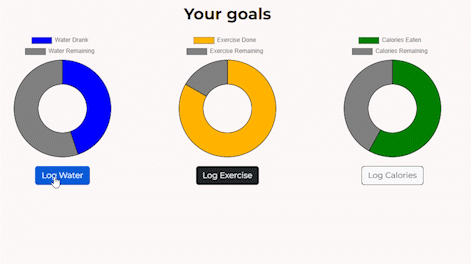 Your goals
Water Drank
Water Remaining
Exercise Done
Exercise Remaining
Calories Eaten
Calories Remaining
Log Water
Log Exercise
Log Calories